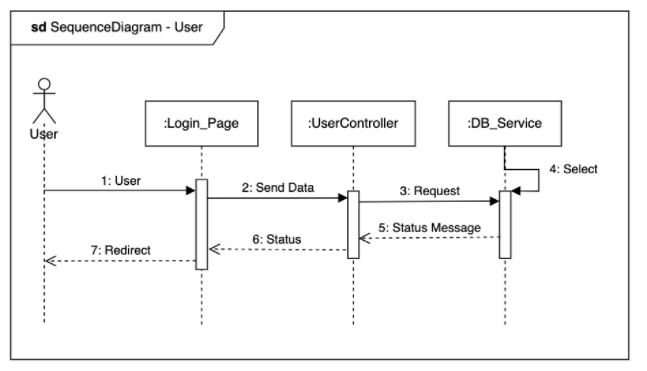 sd SequenceDiagram - User
User
:Login_Page
:UserController
:DB_Service
4: Select
1: User
2: Send Data
3: Request
5: Status Message
6: Status
7: Redirect